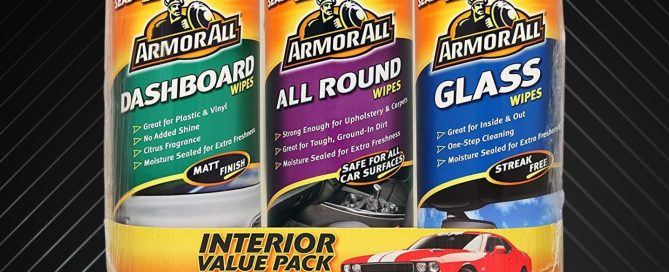 ARMORALL
DASHBOARD
WIPES
Great for Plastic & Vinyl
No Added Shine
Citrus Fragrance
Moisture Sealed for Extra Freshness
MATT FINISH
ARMORALL
ALL ROUND
WIPES
Strong Enough for Upholstery & Carpets
Great for Tough, Ground-In Dirt
Moisture Sealed for Extra Freshness
SAFE FOR ALL
CAR SURFACES!
ARMORALL
GLASS
WIPES
Great for Inside & Out
One-Step Cleaning
Moisture Sealed for Extra Freshness
STREAK FREE
INTERIOR
VALUE PACK